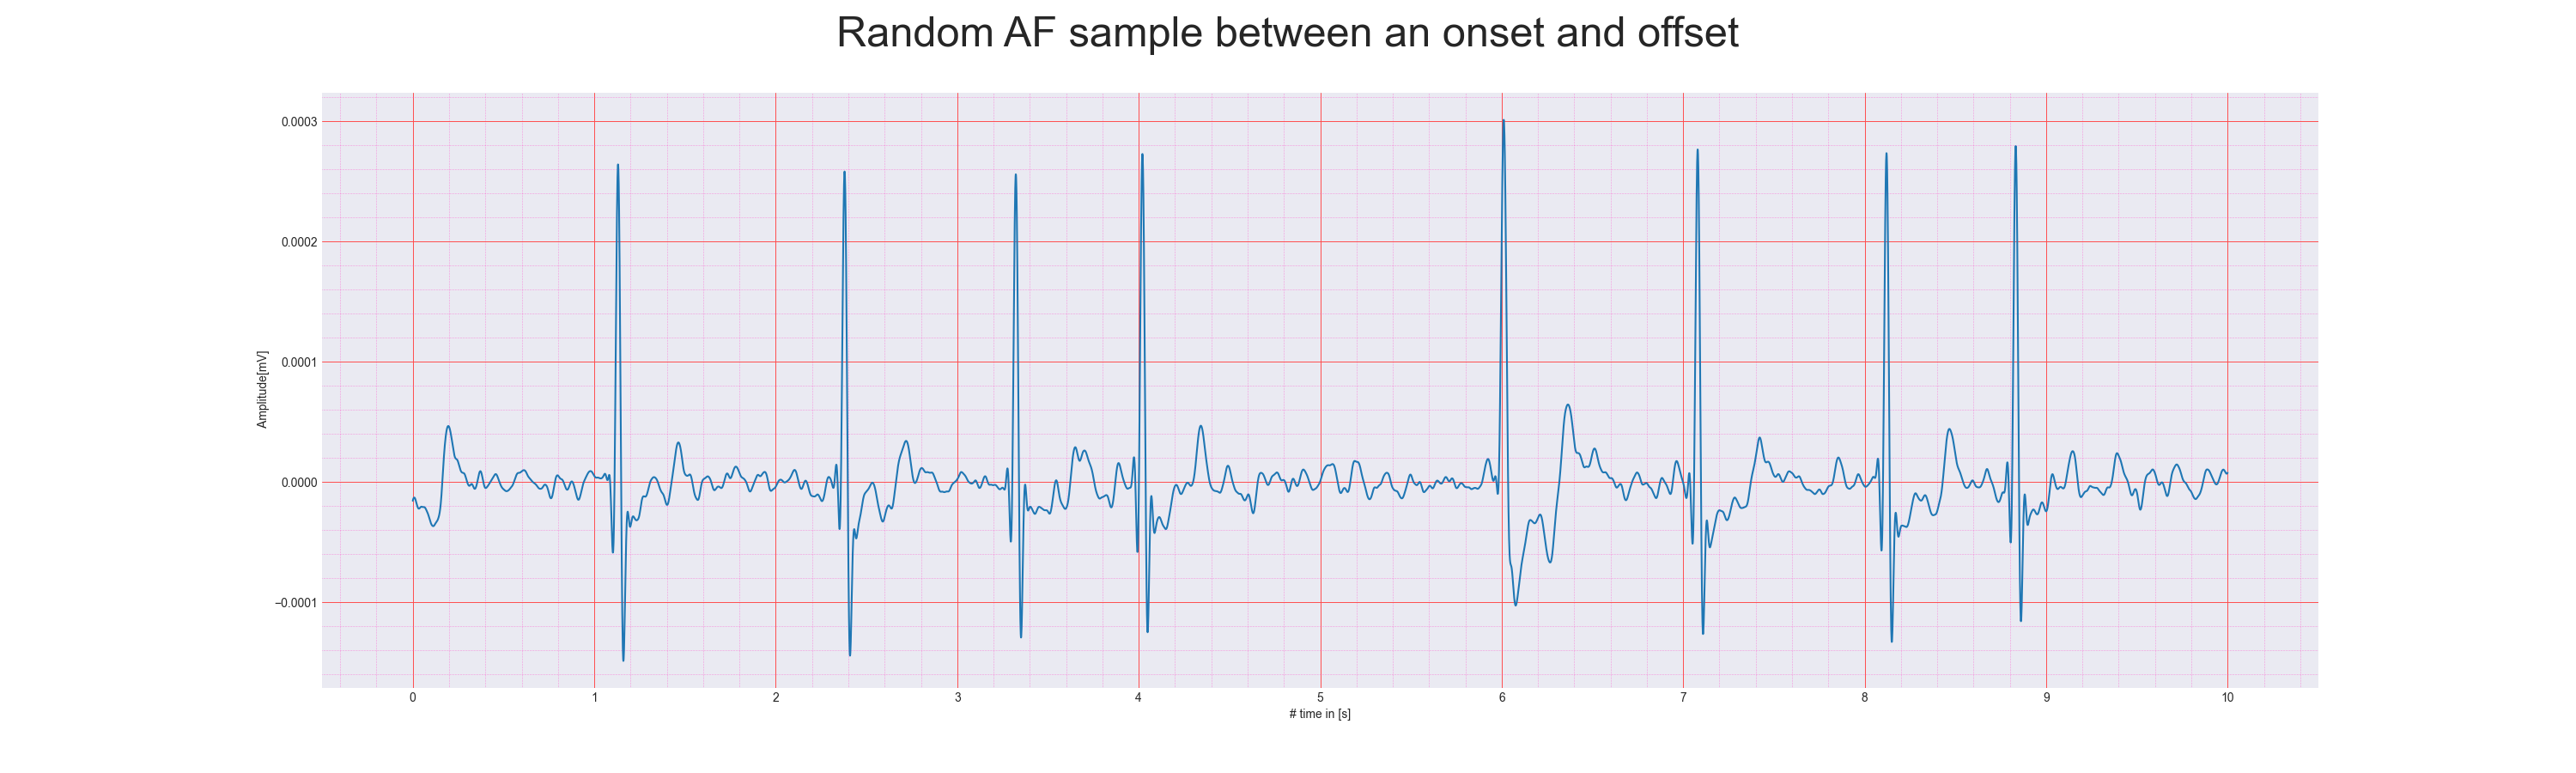 Random AF sample between an onset and offset
0.0003
0.0002
0.0001
0.0000
−0.0001
Amplitude[mV]
0 1 2 3 4 5 6 7 8 9 10
# time in [s]